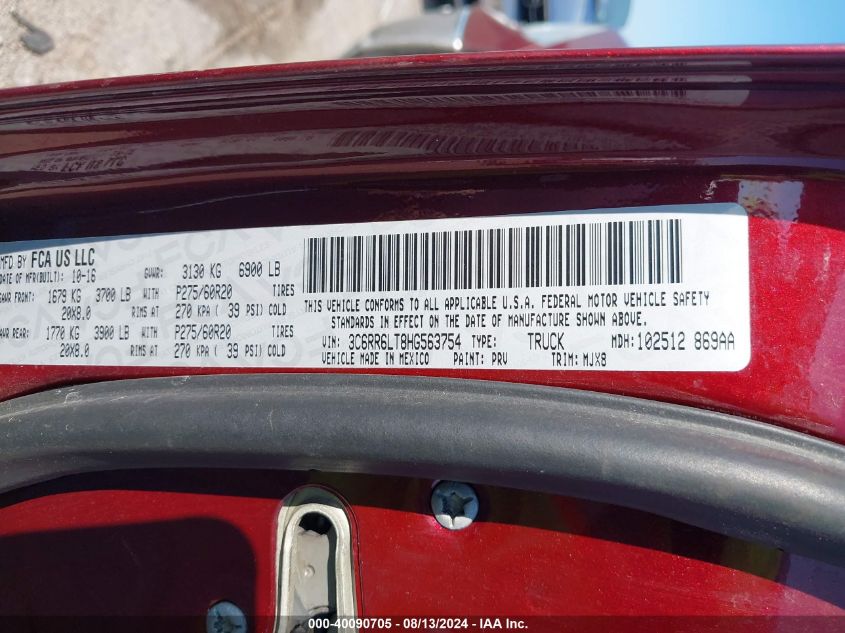 MFD BY FCA US LLC
DATE OF MFR(BUILT): 10-16 GVWR: 3130 KG 6900 LB
GAWR FRONT: 1679 KG 3700 LB WITH P275/60R20 TIRES
20X8.0 RIMS AT 270 KPA ( 39 PSI) COLD
GAWR REAR: 1770 KG 3900 LB WITH P275/60R20 TIRES
20X8.0 RIMS AT 270 KPA ( 39 PSI) COLD
THIS VEHICLE CONFORMS TO ALL APPLICABLE U.S.A. FEDERAL MOTOR VEHICLE SAFETY
STANDARDS IN EFFECT ON THE DATE OF MANUFACTURE SHOWN ABOVE.
VIN: 3C6RR6LT8HG563754 TYPE: TRUCK MDH: 102512 869AA
VEHICLE MADE IN MEXICO PAINT: PRV TRIM: MJX8
000-40090705 - 08/13/2024 - IAA, Inc.